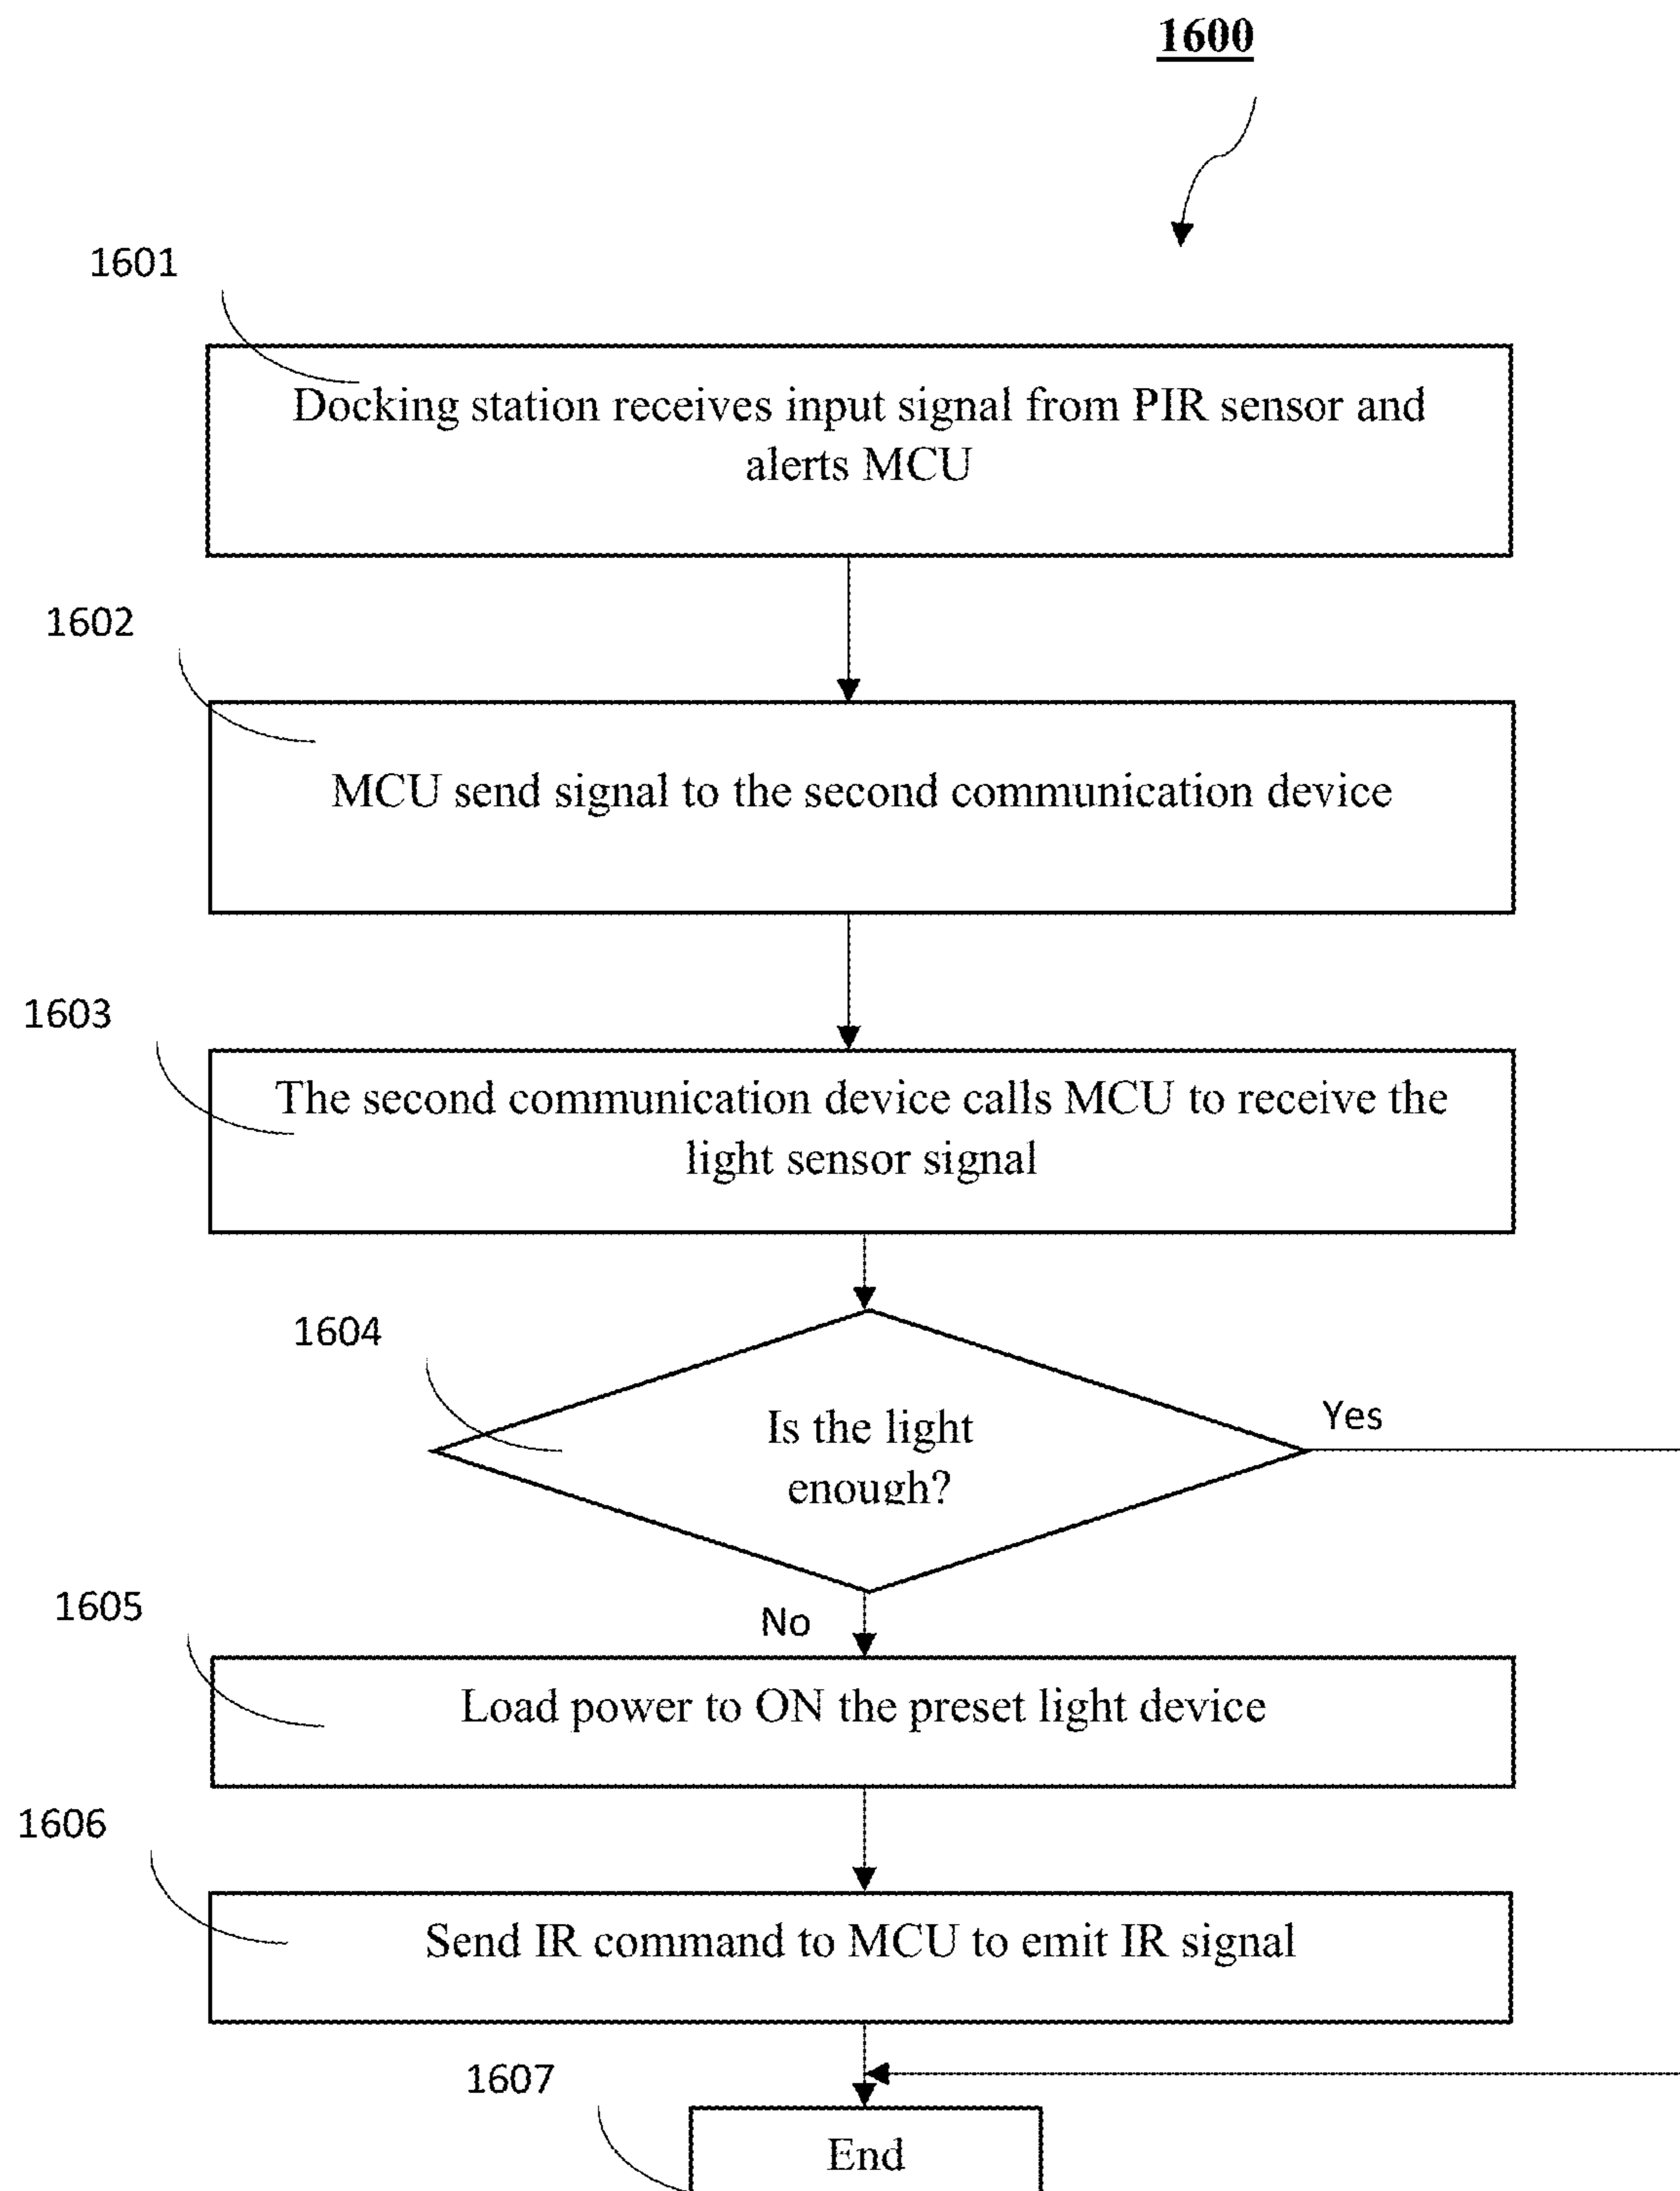 1600
1601
Docking station receives input signal from PIR sensor and
alerts MCU
1602
MCU send signal to the second communication device
1603
The second communication device calls MCU to receive the
light sensor signal
1604
Is the light
enough?
Yes
No
1605
Load power to ON the preset light device
1606
Send IR command to MCU to emit IR signal
1607
End